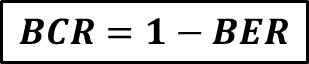 BCR = 1 − BER